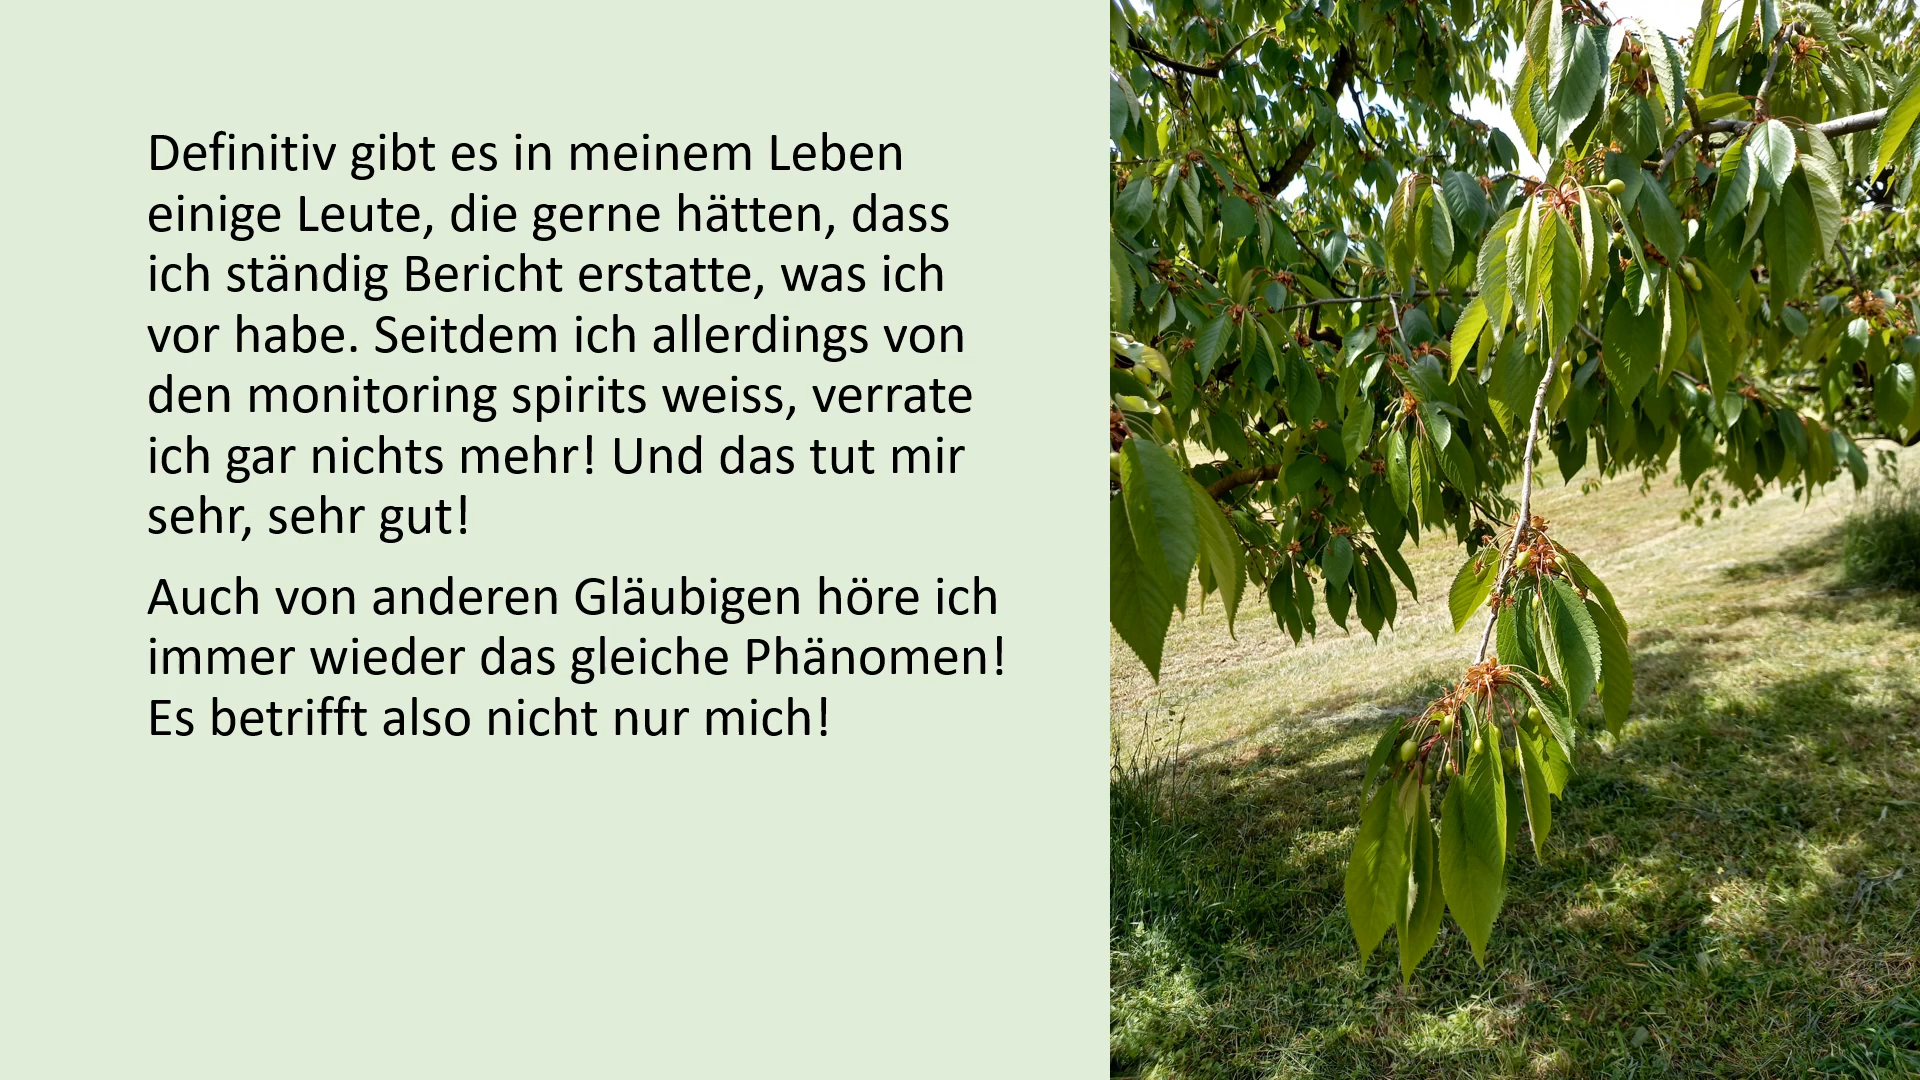 Definitiv gibt es in meinem Leben
einige Leute, die gerne hätten, dass
ich ständig Bericht erstatte, was ich
vor habe. Seitdem ich allerdings von
den monitoring spirits weiss, verrate
ich gar nichts mehr! Und das tut mir
sehr, sehr gut!
Auch von anderen Gläubigen höre ich
immer wieder das gleiche Phänomen!
Es betrifft also nicht nur mich!